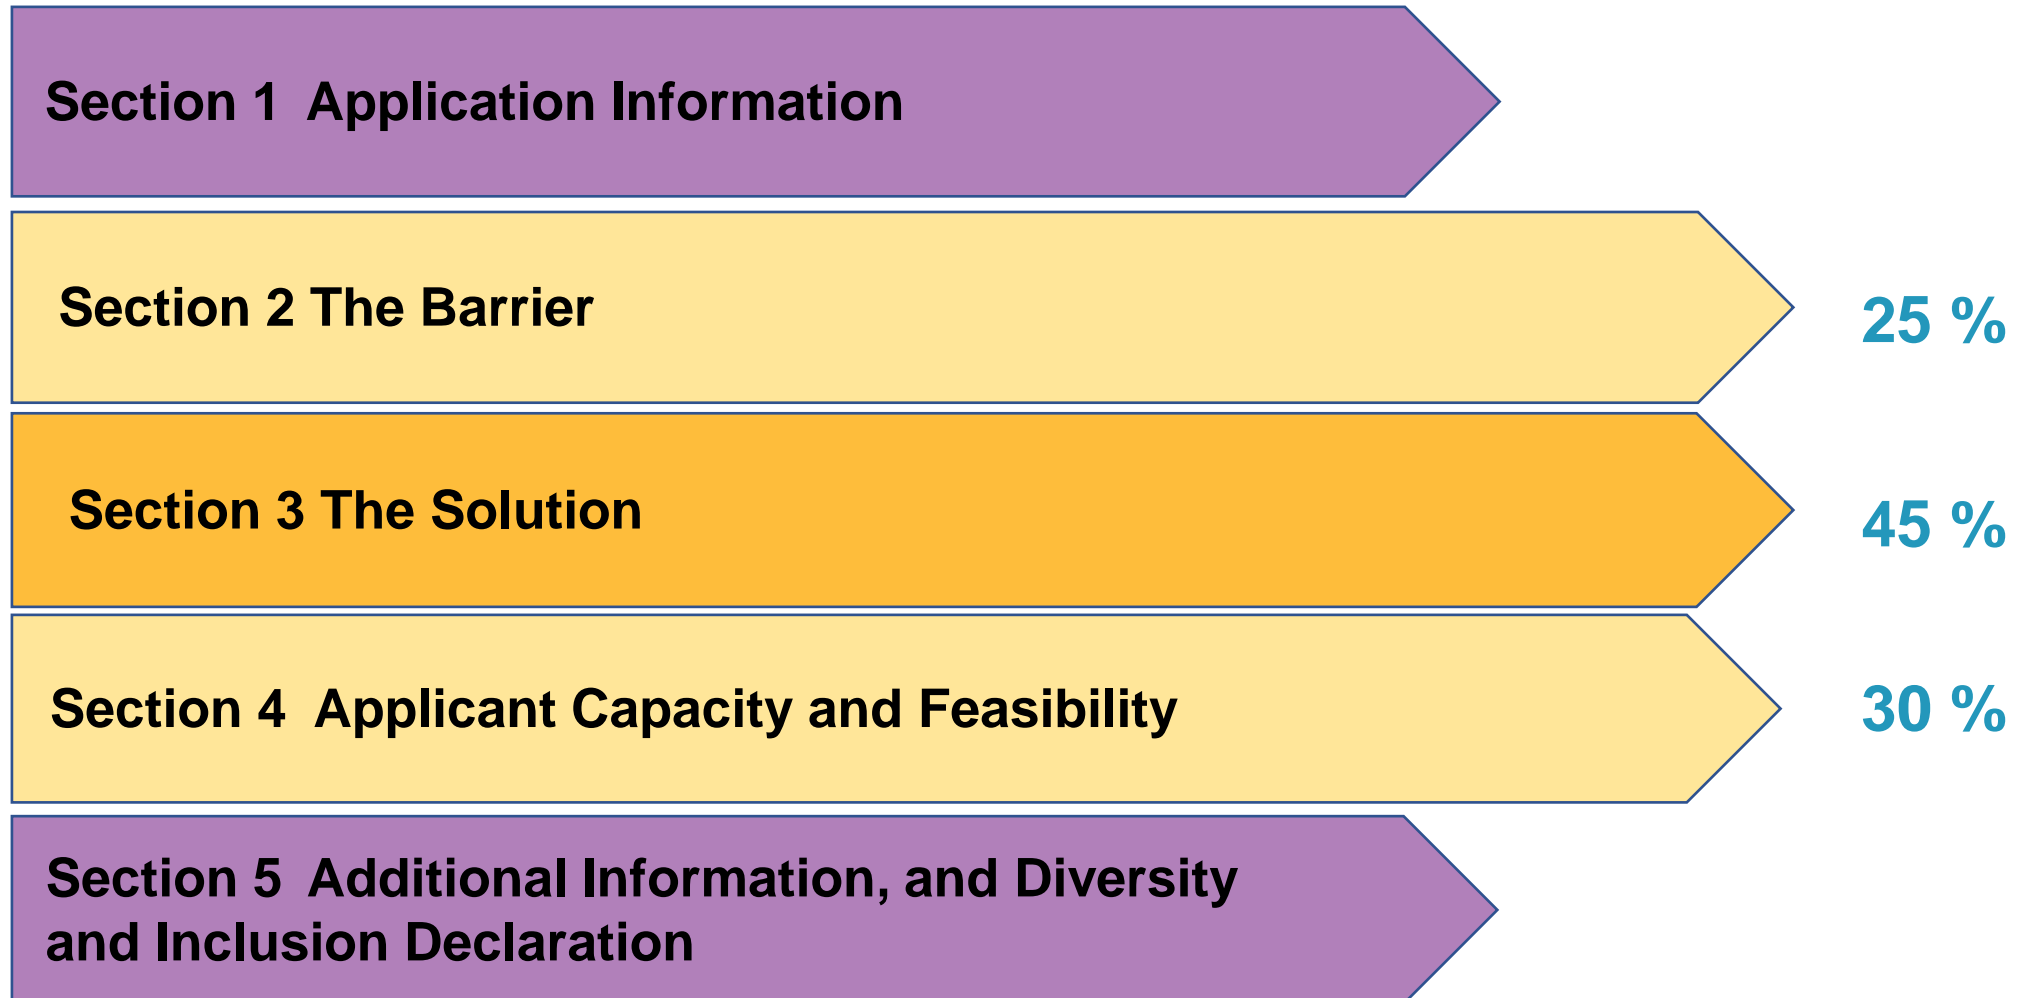 Section 1  Application Information
Section 2 The Barrier
25 %
Section 3 The Solution
45 %
Section 4  Applicant Capacity and Feasibility
30 %
Section 5  Additional Information, and Diversity
and Inclusion Declaration